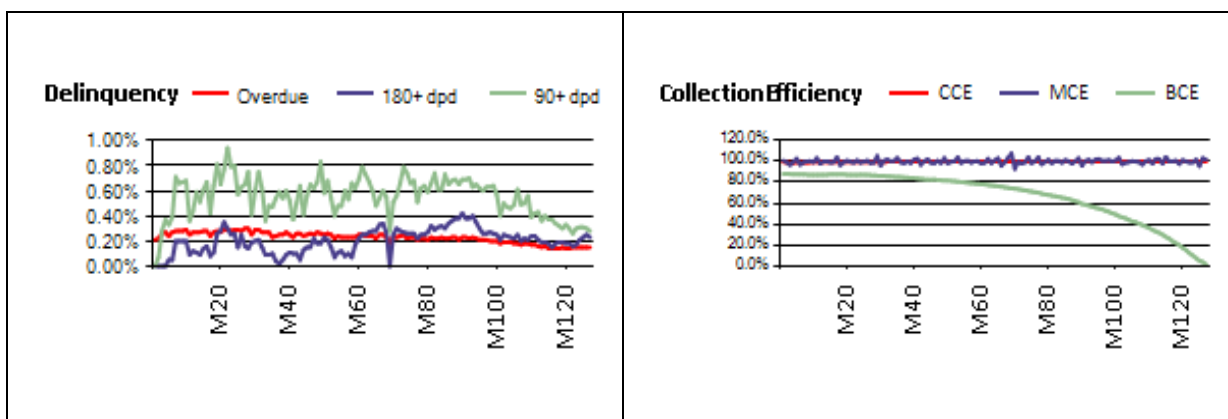 Delinquency Overdue 180+ dpd 90+ dpd
1.00%
0.80%
0.60%
0.40%
0.20%
0.00%
M20
M40
M60
M80
M100
M120
Collection Efficiency CCE MCE BCE
120.0%
100.0%
80.0%
60.0%
40.0%
20.0%
0.0%
M20
M40
M60
M80
M100
M120